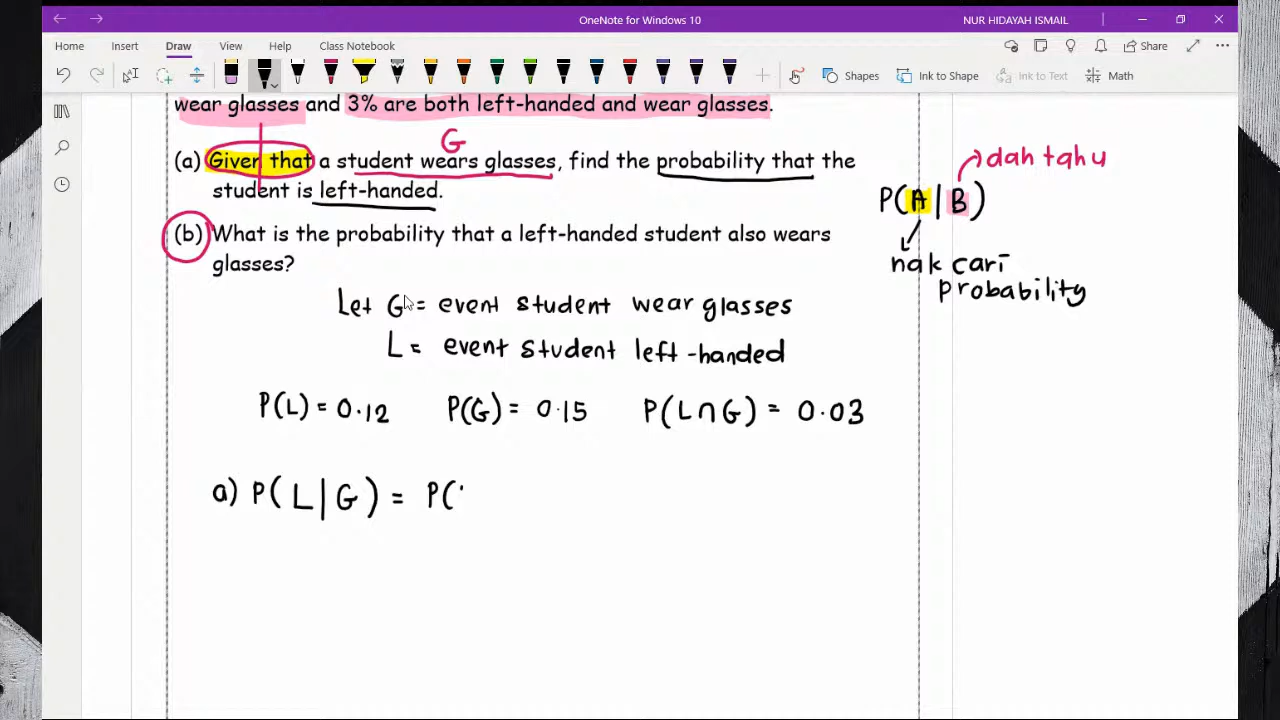 OneNote for Windows 10
NUR HIDAYAH ISMAIL
Home Insert Draw View Help Class Notebook Share
Shapes Ink to Shape Ink to Text Math
wear glasses and 3% are both left-handed and wear glasses.
G
(a) Given that a student wears glasses, find the probability that the
student is left-handed.
(b) What is the probability that a left-handed student also wears
glasses?
dah tahu
P(A|B)
nak cari
probability
Let G = event student wear glasses
L = event student left-handed
P(L) = 0.12 P(G) = 0.15 P(L∩G) = 0.03
a) P(L|G) = P(